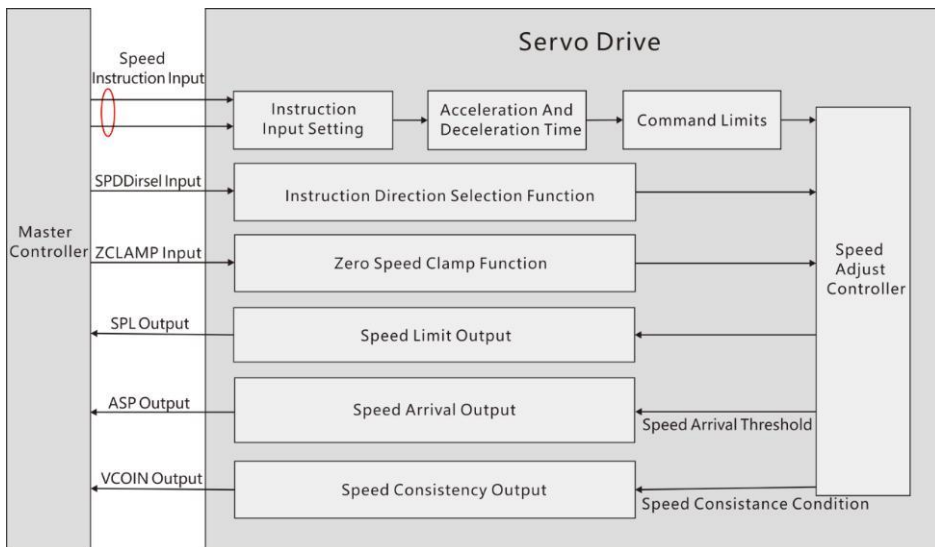 Servo Drive
Speed
Instruction Input
Instruction
Input Setting
Acceleration And
Deceleration Time
Command Limits
SPDDirsel Input
Instruction Direction Selection Function
Master
Controller
ZCLAMP Input
Zero Speed Clamp Function
Speed
Adjust
Controller
SPL Output
Speed Limit Output
ASP Output
Speed Arrival Output
Speed Arrival Threshold
VCOIN Output
Speed Consistency Output
Speed Consistance Condition